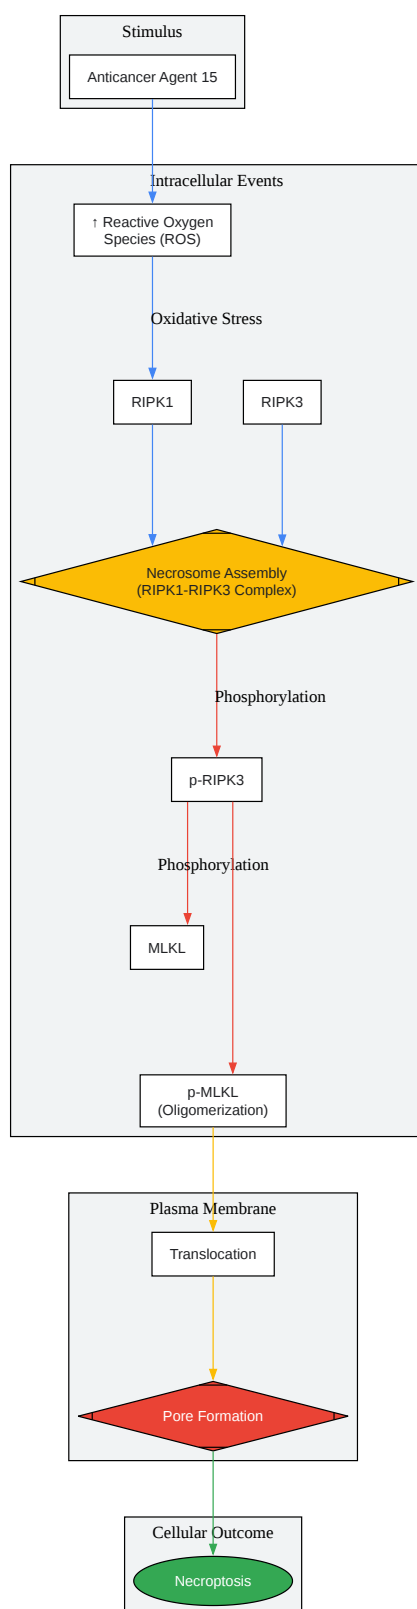 Stimulus
Anticancer Agent 15
Intracellular Events
↑ Reactive Oxygen
Species (ROS)
Oxidative Stress
RIPK1
RIPK3
Necrosome Assembly
(RIPK1-RIPK3 Complex)
Phosphorylation
p-RIPK3
Phosphorylation
MLKL
p-MLKL
(Oligomerization)
Plasma Membrane
Translocation
Pore Formation
Cellular Outcome
Necroptosis